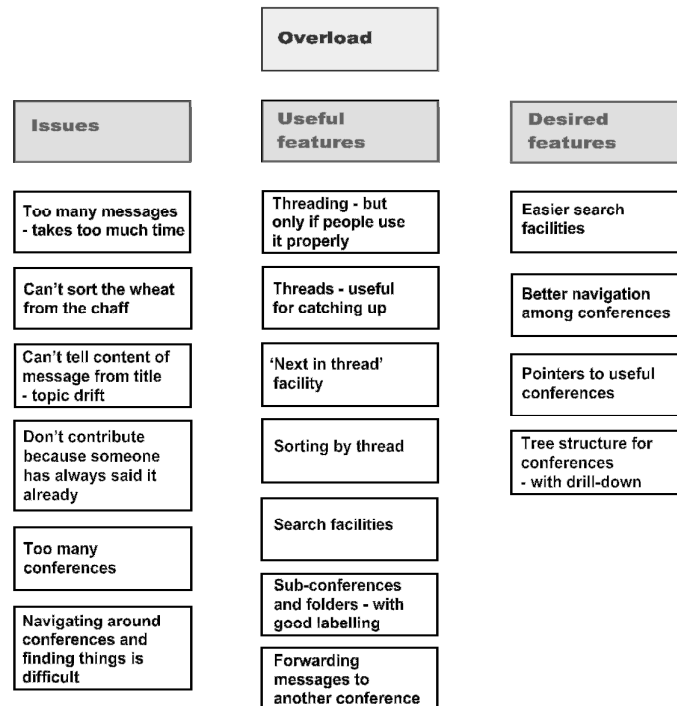 Overload
Issues
Too many messages
- takes too much time
Can't sort the wheat
from the chaff
Can't tell content of
message from title
- topic drift
Don't contribute
because someone
has always said it
already
Too many
conferences
Navigating around
conferences and
finding things is
difficult
Useful
features
Threading - but
only if people use
it properly
Threads - useful
for catching up
‘Next in thread’
facility
Sorting by thread
Search facilities
Sub-conferences
and folders - with
good labelling
Forwarding
messages to
another conference
Desired
features
Easier search
facilities
Better navigation
among conferences
Pointers to useful
conferences
Tree structure for
conferences
- with drill-down